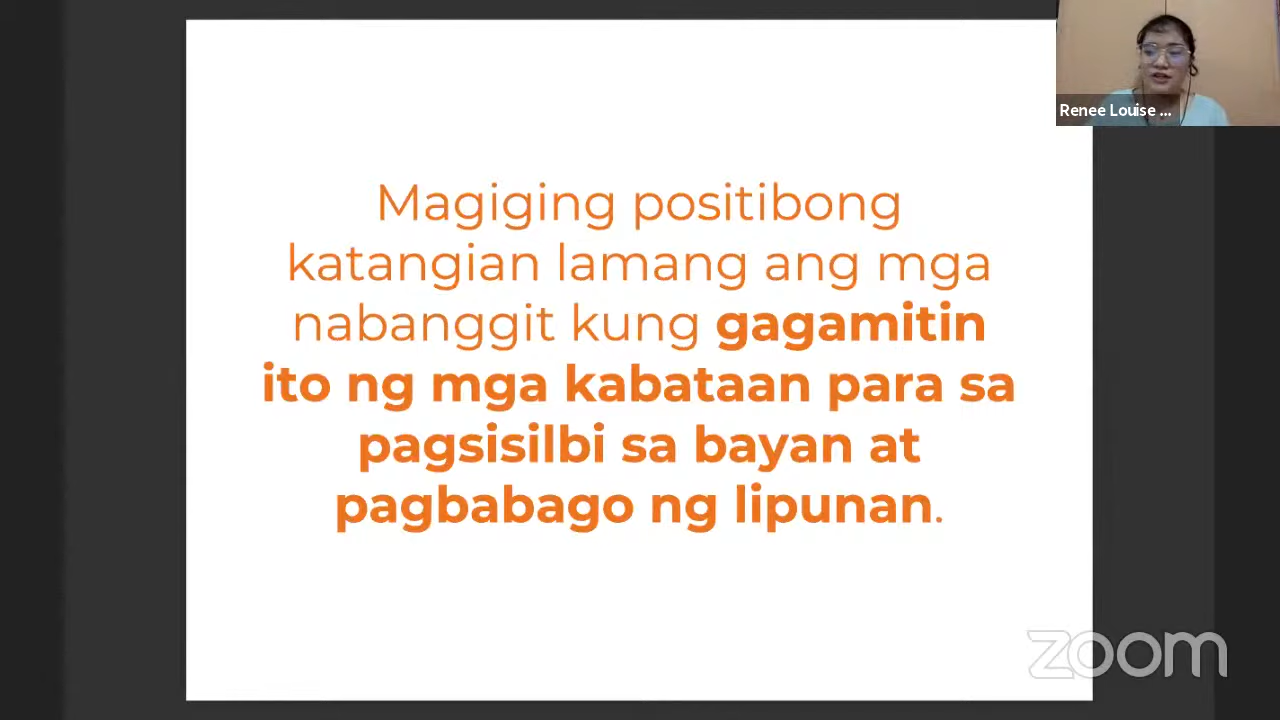 Renee Louise ...
Magiging positibong
katangian lamang ang mga
nabanggit kung gagamitin
ito ng mga kabataan para sa
pagsisilbi sa bayan at
pagbabago ng lipunan.
zoom